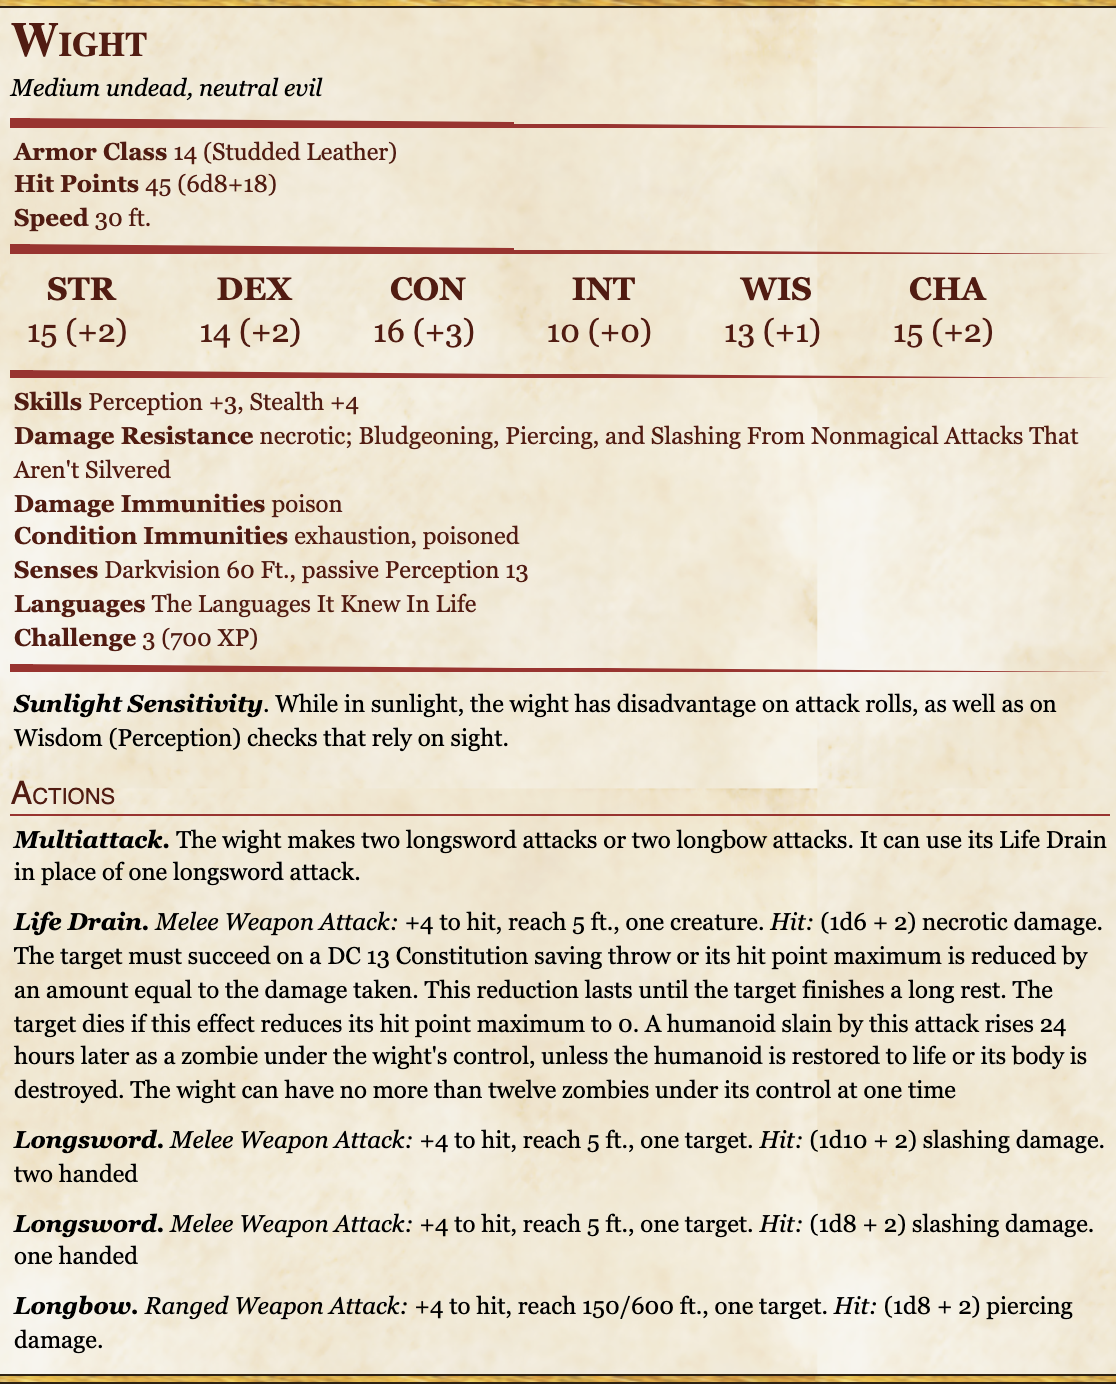 Wight
Medium undead, neutral evil
Armor Class 14 (Studded Leather)
Hit Points 45 (6d8+18)
Speed 30 ft.
STR DEX CON INT WIS CHA
15 (+2) 14 (+2) 16 (+3) 10 (+0) 13 (+1) 15 (+2)
Skills Perception +3, Stealth +4
Damage Resistance necrotic; Bludgeoning, Piercing, and Slashing From Nonmagical Attacks That
Aren't Silvered
Damage Immunities poison
Condition Immunities exhaustion, poisoned
Senses Darkvision 60 Ft., passive Perception 13
Languages The Languages It Knew In Life
Challenge 3 (700 XP)
Sunlight Sensitivity. While in sunlight, the wight has disadvantage on attack rolls, as well as on
Wisdom (Perception) checks that rely on sight.
Actions
Multiattack. The wight makes two longsword attacks or two longbow attacks. It can use its Life Drain
in place of one longsword attack.
Life Drain. Melee Weapon Attack: +4 to hit, reach 5 ft., one creature. Hit: (1d6 + 2) necrotic damage.
The target must succeed on a DC 13 Constitution saving throw or its hit point maximum is reduced by
an amount equal to the damage taken. This reduction lasts until the target finishes a long rest. The
target dies if this effect reduces its hit point maximum to 0. A humanoid slain by this attack rises 24
hours later as a zombie under the wight's control, unless the humanoid is restored to life or its body is
destroyed. The wight can have no more than twelve zombies under its control at one time
Longsword. Melee Weapon Attack: +4 to hit, reach 5 ft., one target. Hit: (1d10 + 2) slashing damage.
two handed
Longsword. Melee Weapon Attack: +4 to hit, reach 5 ft., one target. Hit: (1d8 + 2) slashing damage.
one handed
Longbow. Ranged Weapon Attack: +4 to hit, reach 150/600 ft., one target. Hit: (1d8 + 2) piercing
damage.